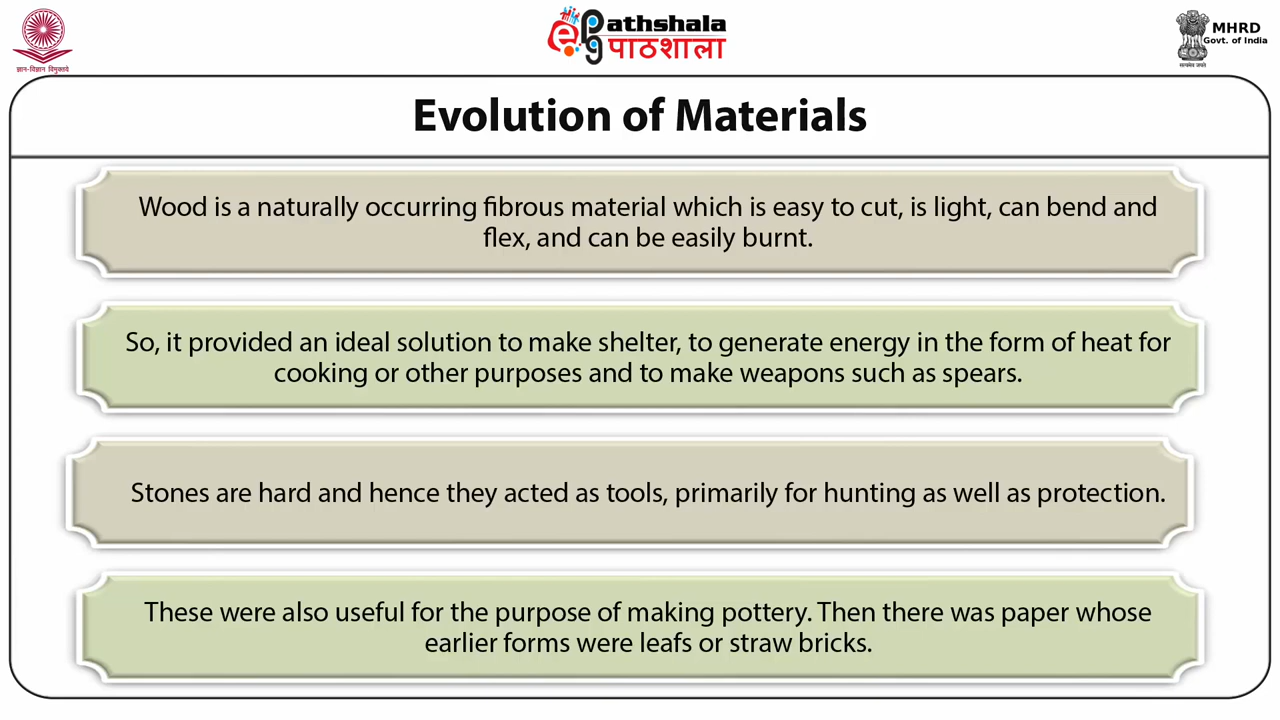 ज्ञान-विज्ञान विमुक्तये
e pg athshala
पाठशाला
MHRD
Govt. of India
सत्यमेव जयते
Evolution of Materials
Wood is a naturally occurring fibrous material which is easy to cut, is light, can bend and
flex, and can be easily burnt.
So, it provided an ideal solution to make shelter, to generate energy in the form of heat for
cooking or other purposes and to make weapons such as spears.
Stones are hard and hence they acted as tools, primarily for hunting as well as protection.
These were also useful for the purpose of making pottery. Then there was paper whose
earlier forms were leafs or straw bricks.